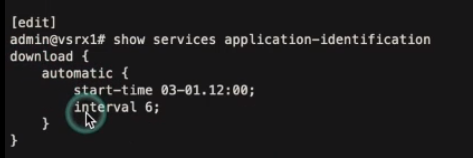 [edit]
admin@vsrx1# show services application-identification
download {
    automatic {
        start-time 03-01.12:00;
        interval 6;
    }
}